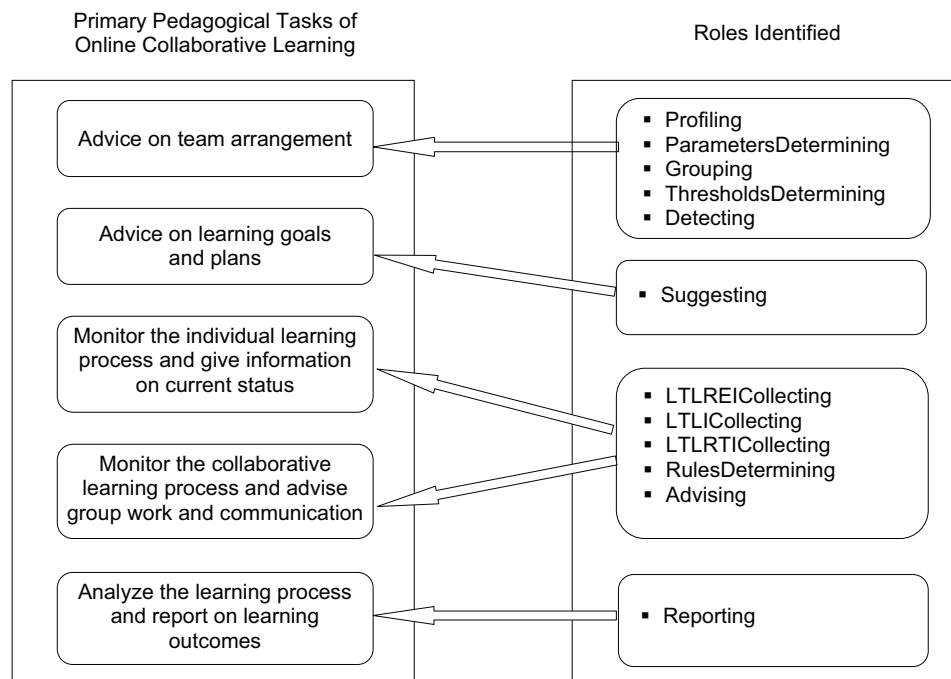 Primary Pedagogical Tasks of
Online Collaborative Learning
Advice on team arrangement
Advice on learning goals
and plans
Monitor the individual learning
process and give information
on current status
Monitor the collaborative
learning process and advise
group work and communication
Analyze the learning process
and report on learning
outcomes
Roles Identified
▪ Profiling
▪ ParametersDetermining
▪ Grouping
▪ ThresholdsDetermining
▪ Detecting
▪ Suggesting
▪ LTLREICollecting
▪ LTLICollecting
▪ LTLRTICollecting
▪ RulesDetermining
▪ Advising
▪ Reporting